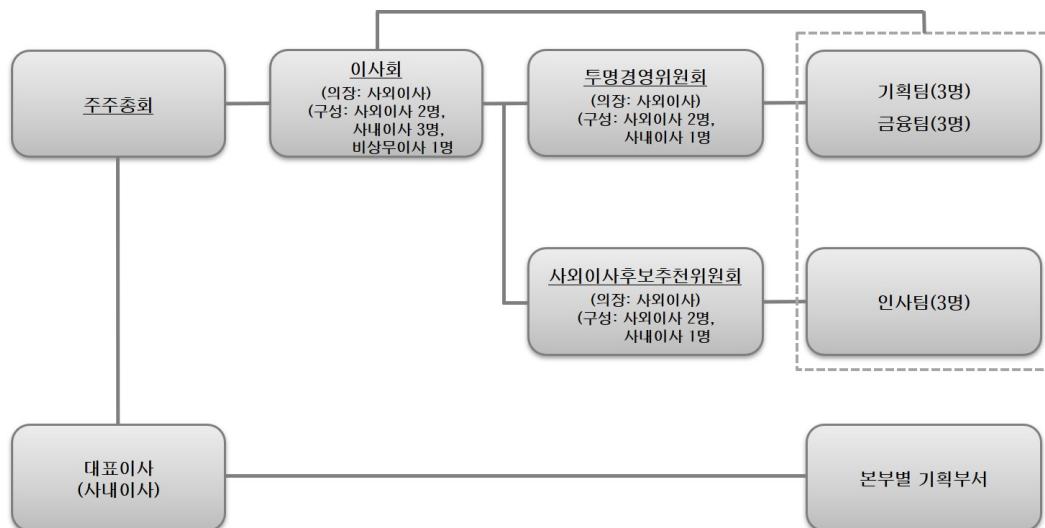 주주총회
이사회
(의장: 사외이사)
(구성: 사외이사 2명,
사내이사 3명,
비상무이사 1명
투명경영위원회
(의장: 사외이사)
(구성: 사외이사 2명,
사내이사 1명
기획팀(3명)
금융팀(3명)
사외이사후보추천위원회
(의장: 사외이사)
(구성: 사외이사 2명,
사내이사 1명
인사팀(3명)
대표이사
(사내이사)
본부별 기획부서